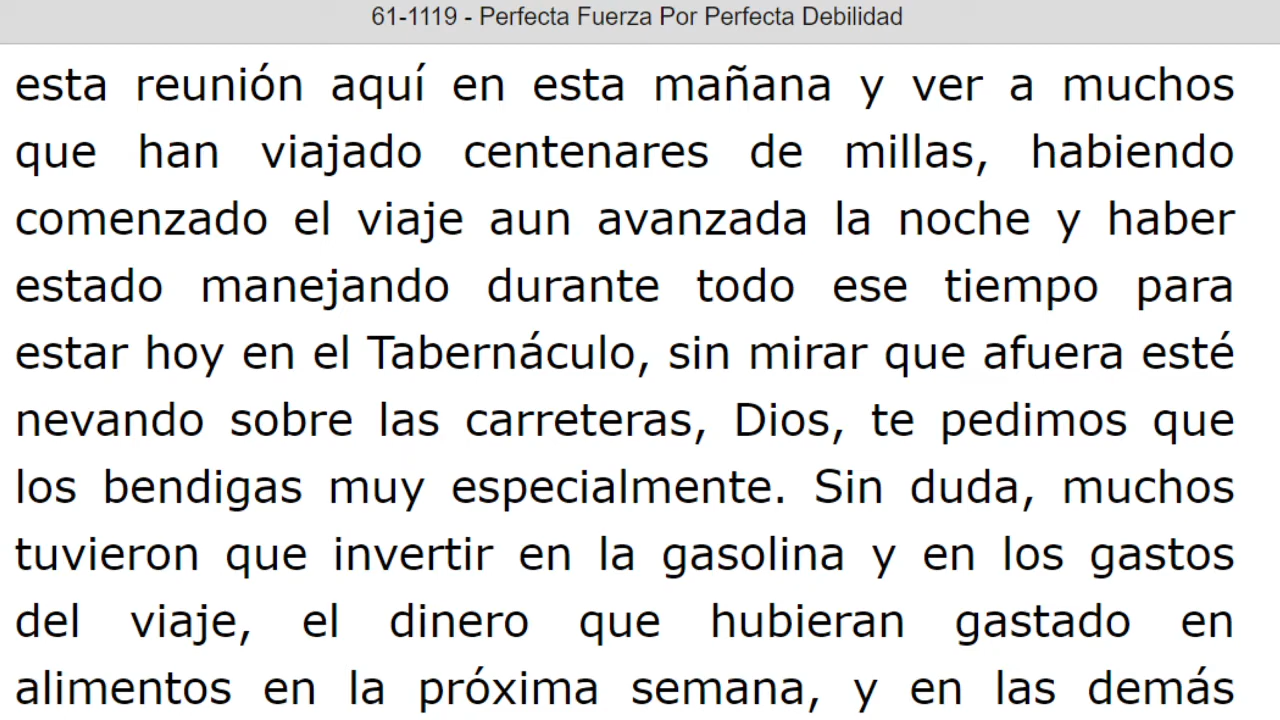 61-1119 - Perfecta Fuerza Por Perfecta Debilidad
esta reunión aquí en esta mañana y ver a muchos
que han viajado centenares de millas, habiendo
comenzado el viaje aun avanzada la noche y haber
estado manejando durante todo ese tiempo para
estar hoy en el Tabernáculo, sin mirar que afuera esté
nevando sobre las carreteras, Dios, te pedimos que
los bendigas muy especialmente. Sin duda, muchos
tuvieron que invertir en la gasolina y en los gastos
del viaje, el dinero que hubieran gastado en
alimentos en la próxima semana, y en las demás